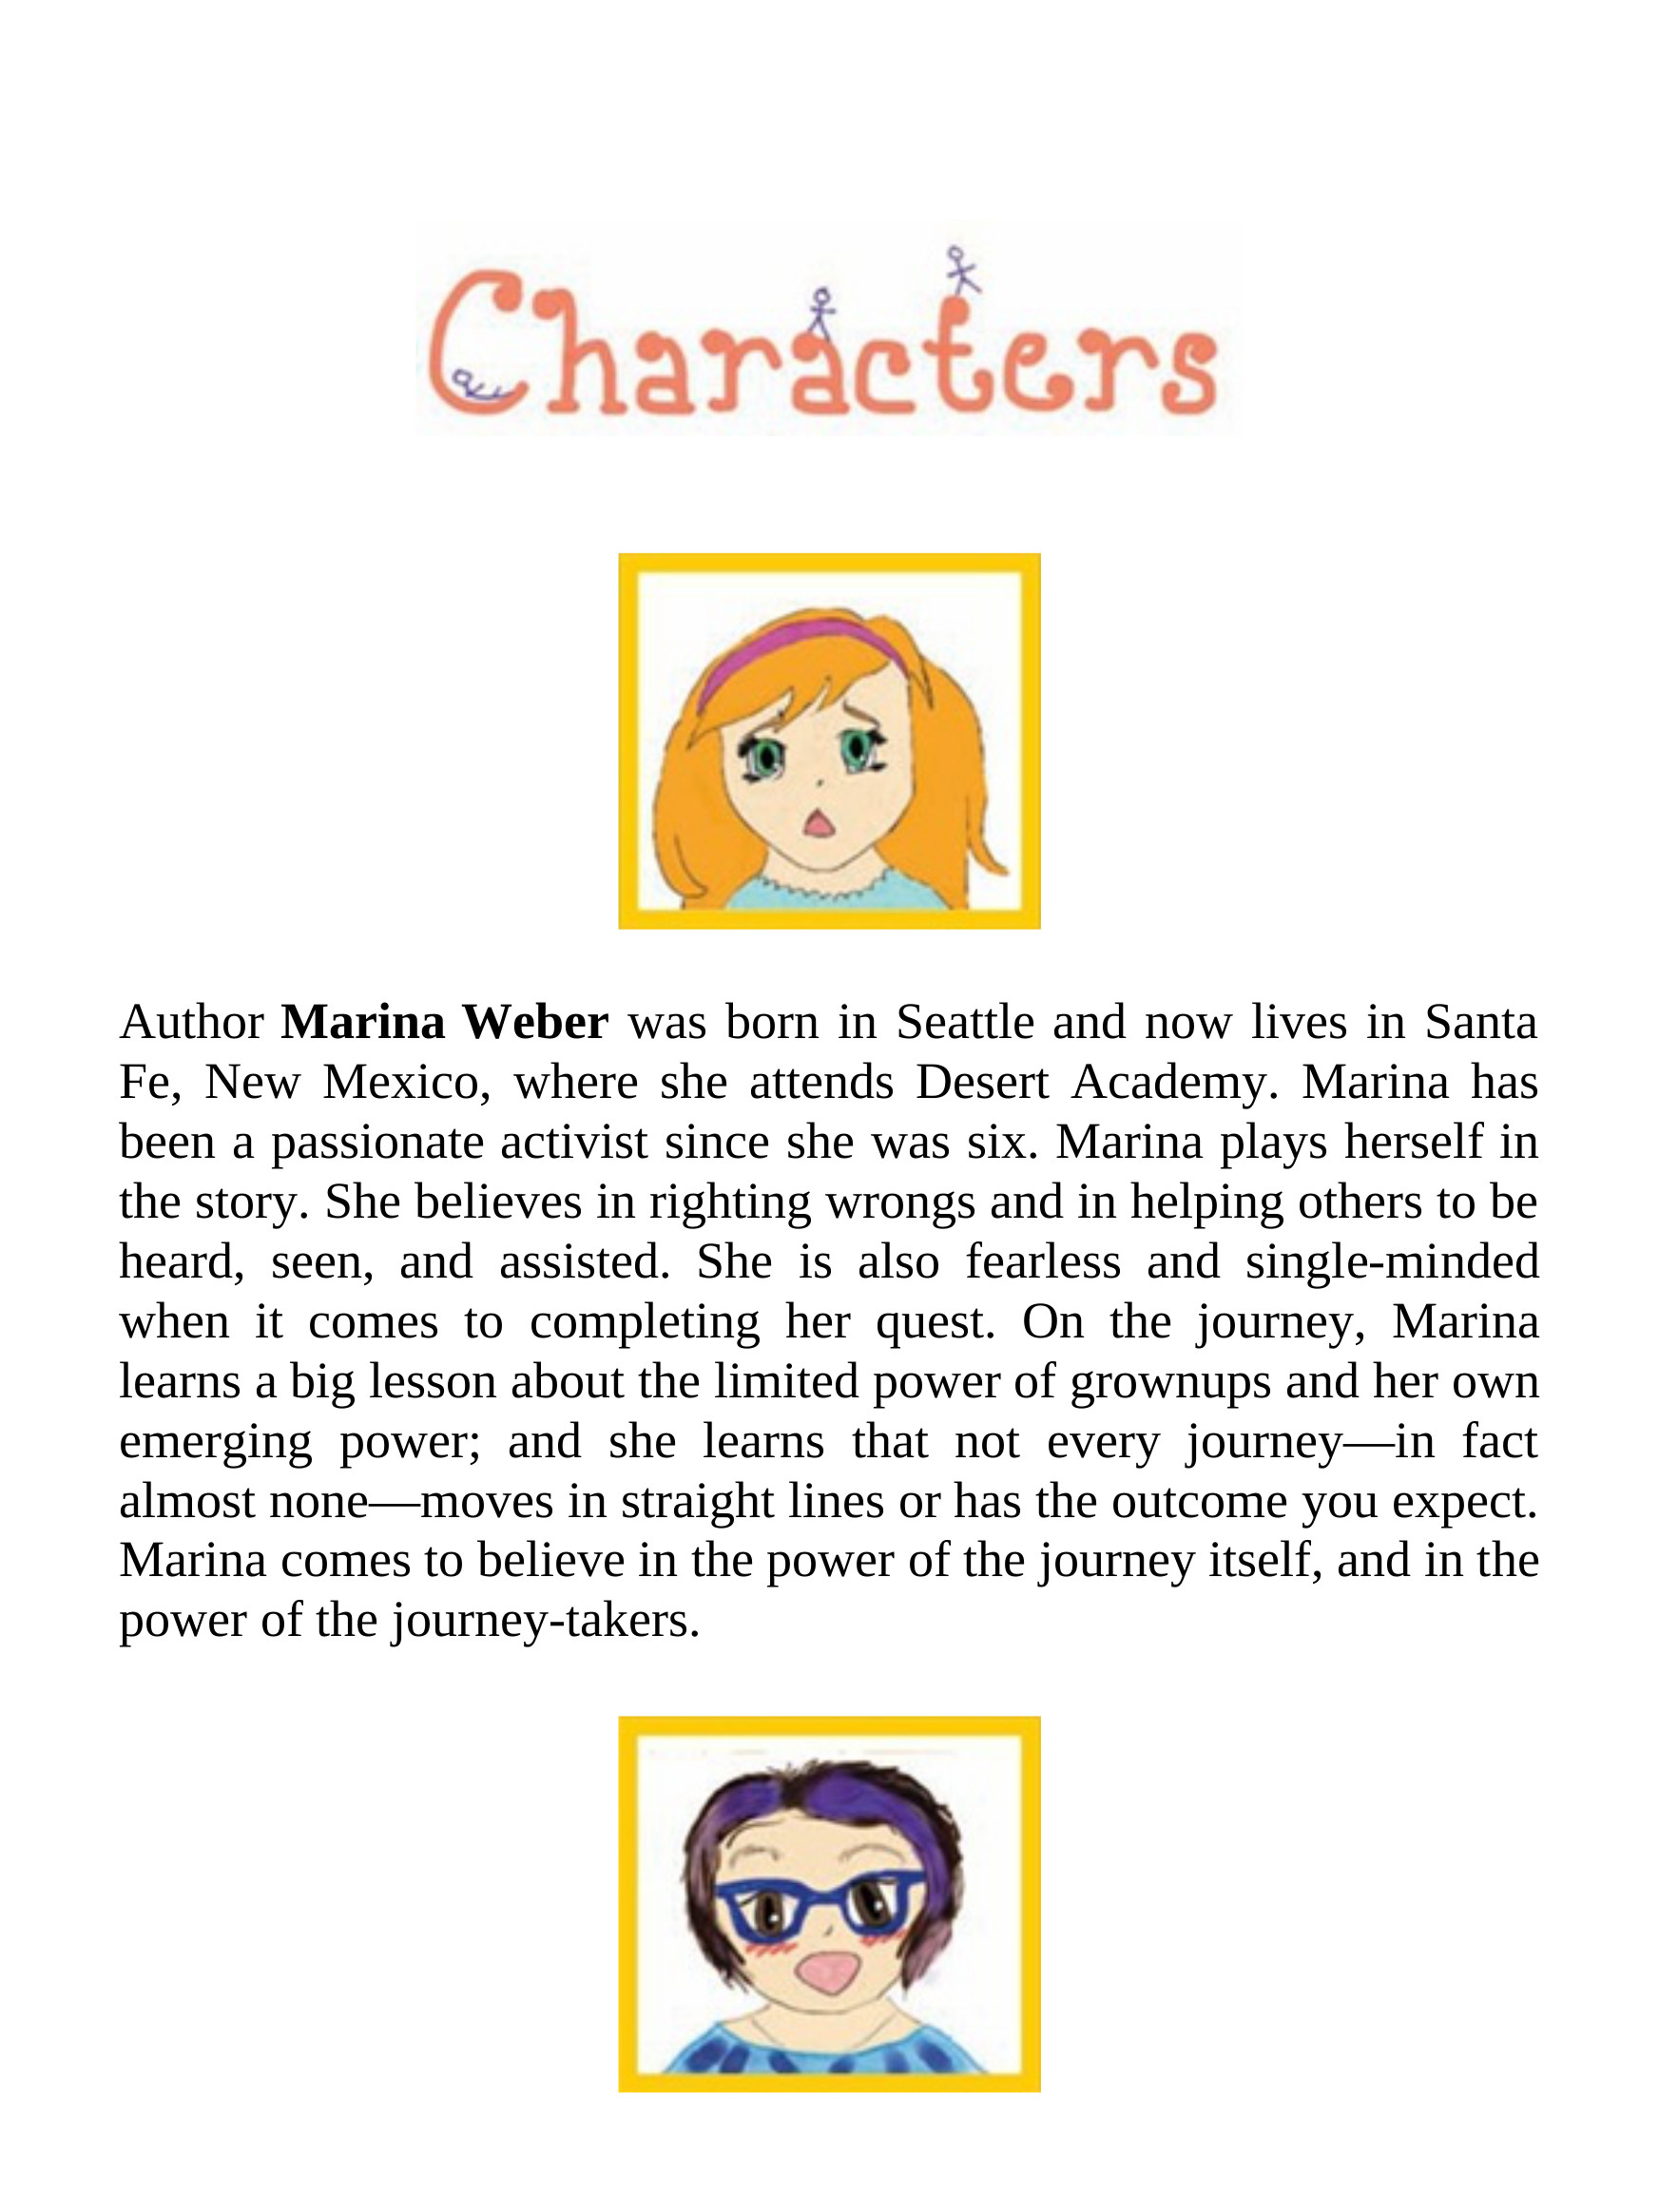 Characters
Author Marina Weber was born in Seattle and now lives in Santa
Fe, New Mexico, where she attends Desert Academy. Marina has
been a passionate activist since she was six. Marina plays herself in
the story. She believes in righting wrongs and in helping others to be
heard, seen, and assisted. She is also fearless and single-minded
when it comes to completing her quest. On the journey, Marina
learns a big lesson about the limited power of grownups and her own
emerging power; and she learns that not every journey—in fact
almost none—moves in straight lines or has the outcome you expect.
Marina comes to believe in the power of the journey itself, and in the
power of the journey-takers.